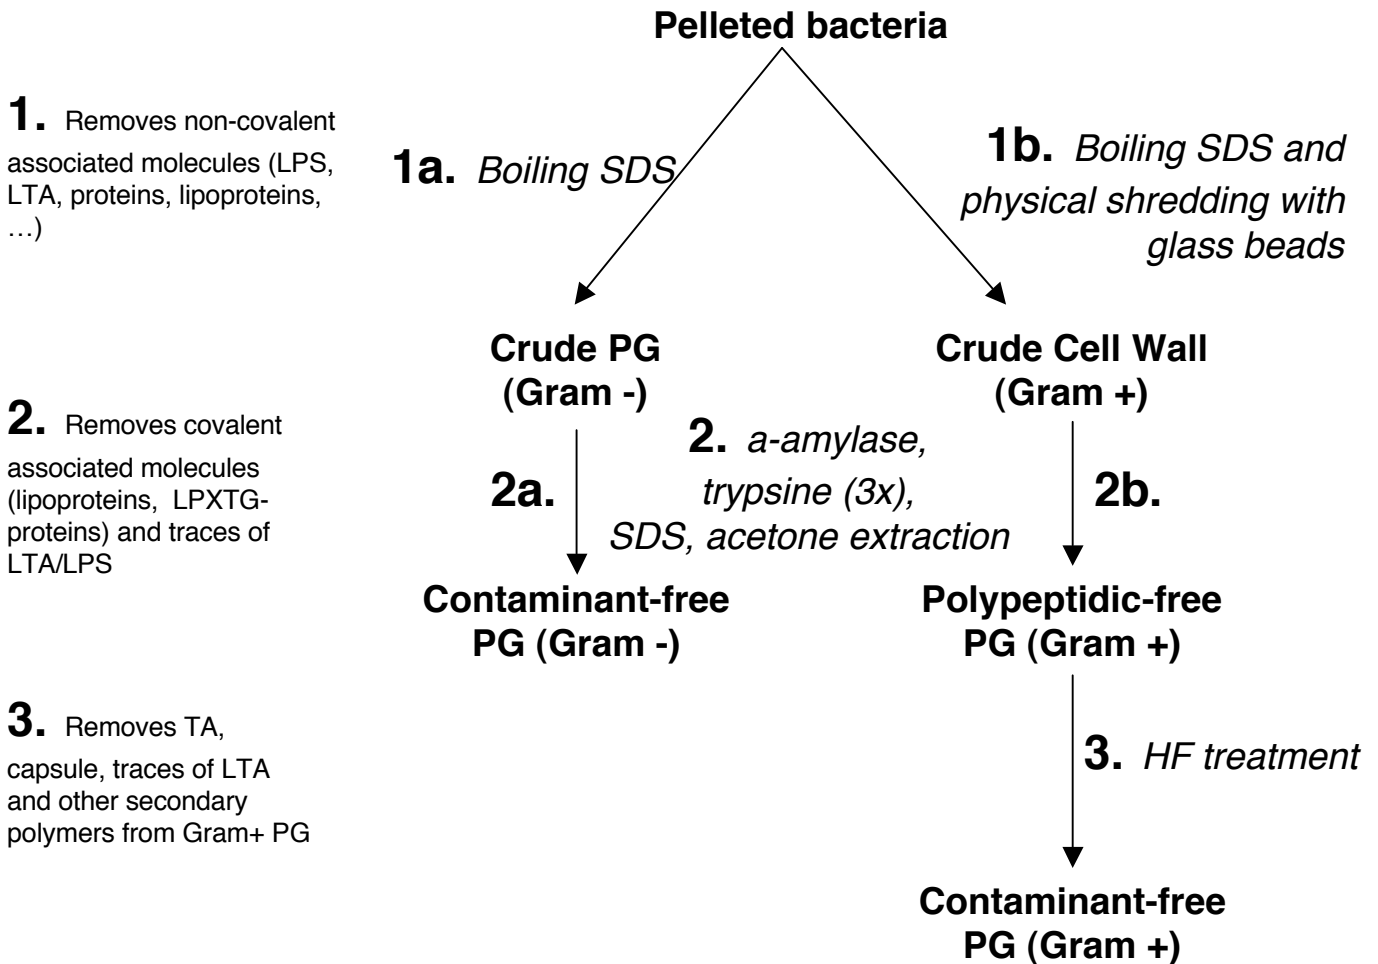 Pelleted bacteria
1. Removes non-covalent
associated molecules (LPS,
LTA, proteins, lipoproteins,
…)
1a. Boiling SDS
1b. Boiling SDS and
physical shredding with
glass beads
Crude PG
(Gram -)
Crude Cell Wall
(Gram +)
2. Removes covalent
associated molecules
(lipoproteins, LPXTG-
proteins) and traces of
LTA/LPS
2a.
2. a-amylase,
trypsine (3x),
SDS, acetone extraction
2b.
Contaminant-free
PG (Gram -)
Polypeptidic-free
PG (Gram +)
3. Removes TA,
capsule, traces of LTA
and other secondary
polymers from Gram+ PG
3. HF treatment
Contaminant-free
PG (Gram +)